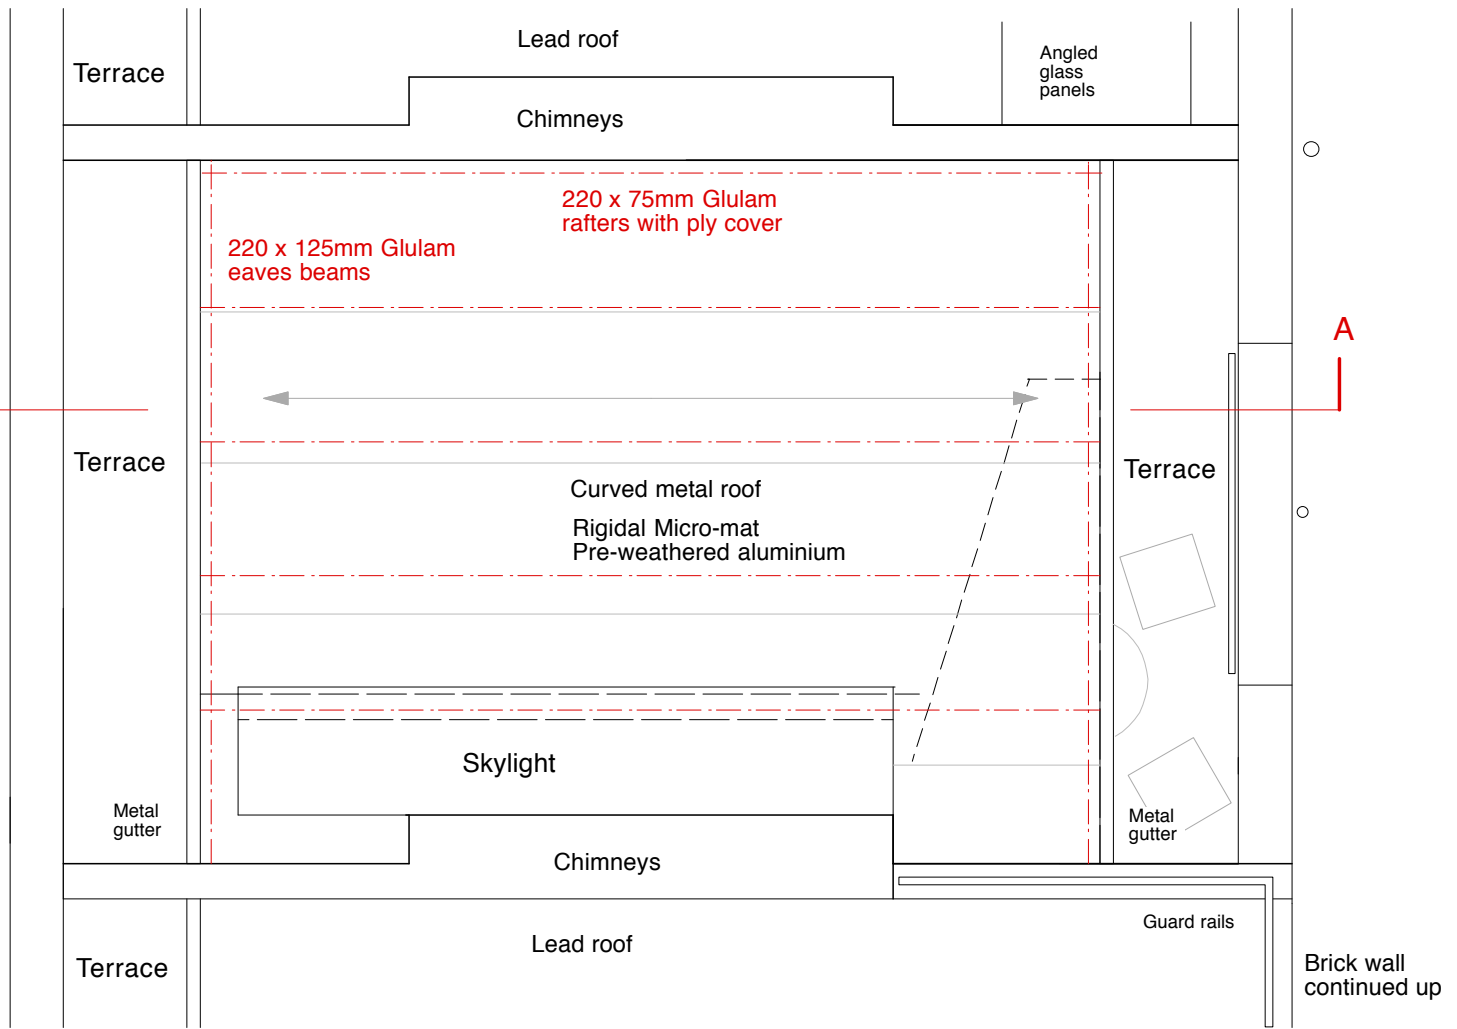 Lead roof
Angled
glass
panels
Terrace
Chimneys
220 x 75mm Glulam
rafters with ply cover
220 x 125mm Glulam
eaves beams
A
Terrace
Terrace
Curved metal roof
Rigidal Micro-mat
Pre-weathered aluminium
Skylight
Metal
gutter
Metal
gutter
Chimneys
Guard rails
Lead roof
Terrace
Brick wall
continued up